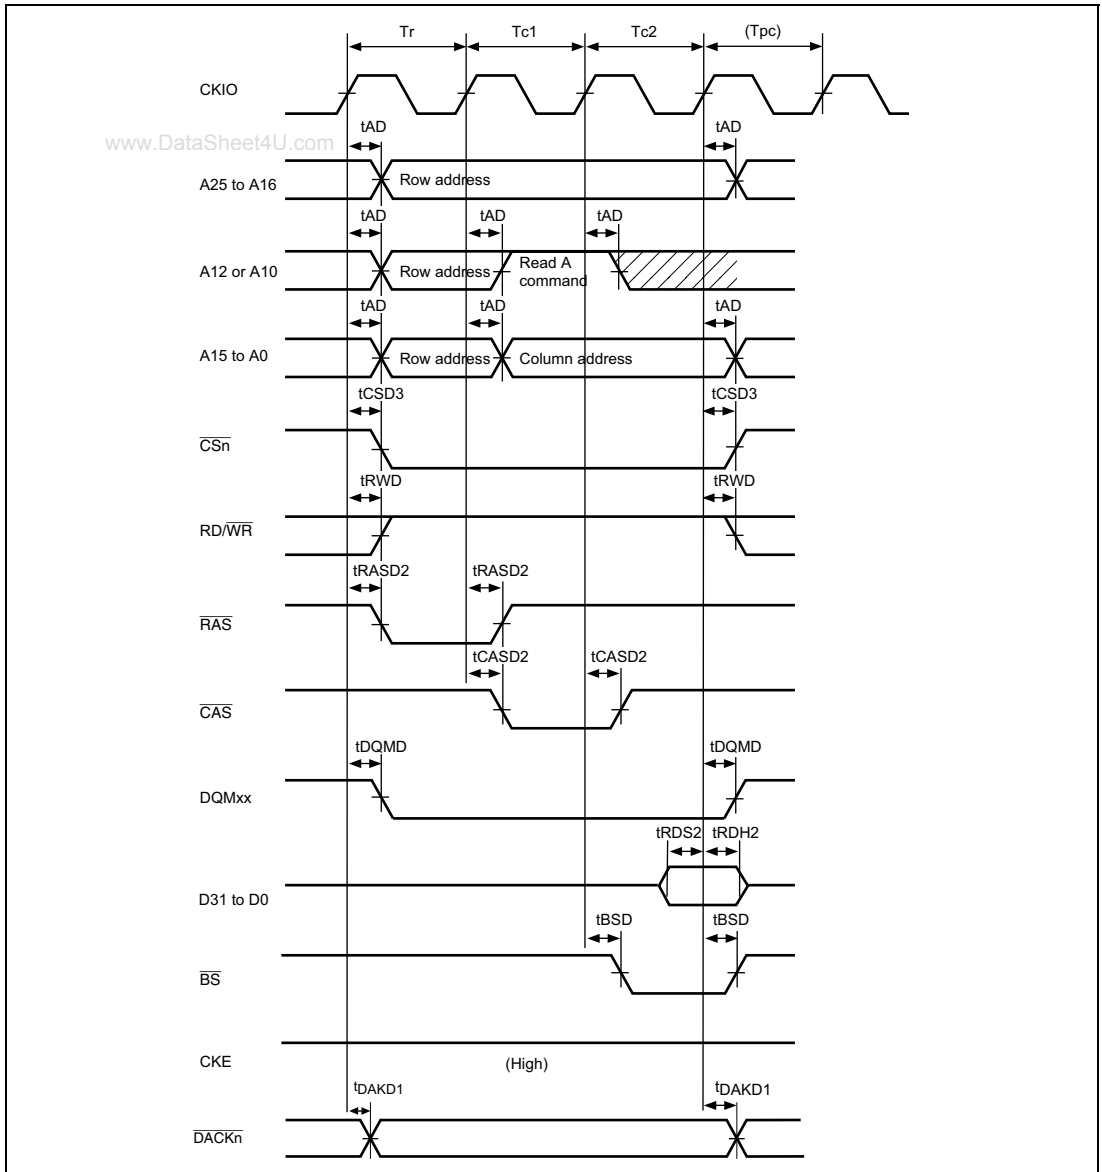 Tr Tc1 Tc2 (Tpc)
CKIO
www.DataSheet4U.com
tAD tAD
A25 to A16 Row address
tAD tAD tAD
A12 or A10 Row address Read A command
tAD tAD tAD
A15 to A0 Row address Column address
tCSD3 tCSD3
CSn
tRWD tRWD
RD/WR
tRASD2 tRASD2
RAS
tCASD2 tCASD2
CAS
tDQMD tDQMD
DQMxx
tRDS2 tRDH2
D31 to D0
tBSD tBSD
BS
CKE (High)
tDAKD1 tDAKD1
DACKn